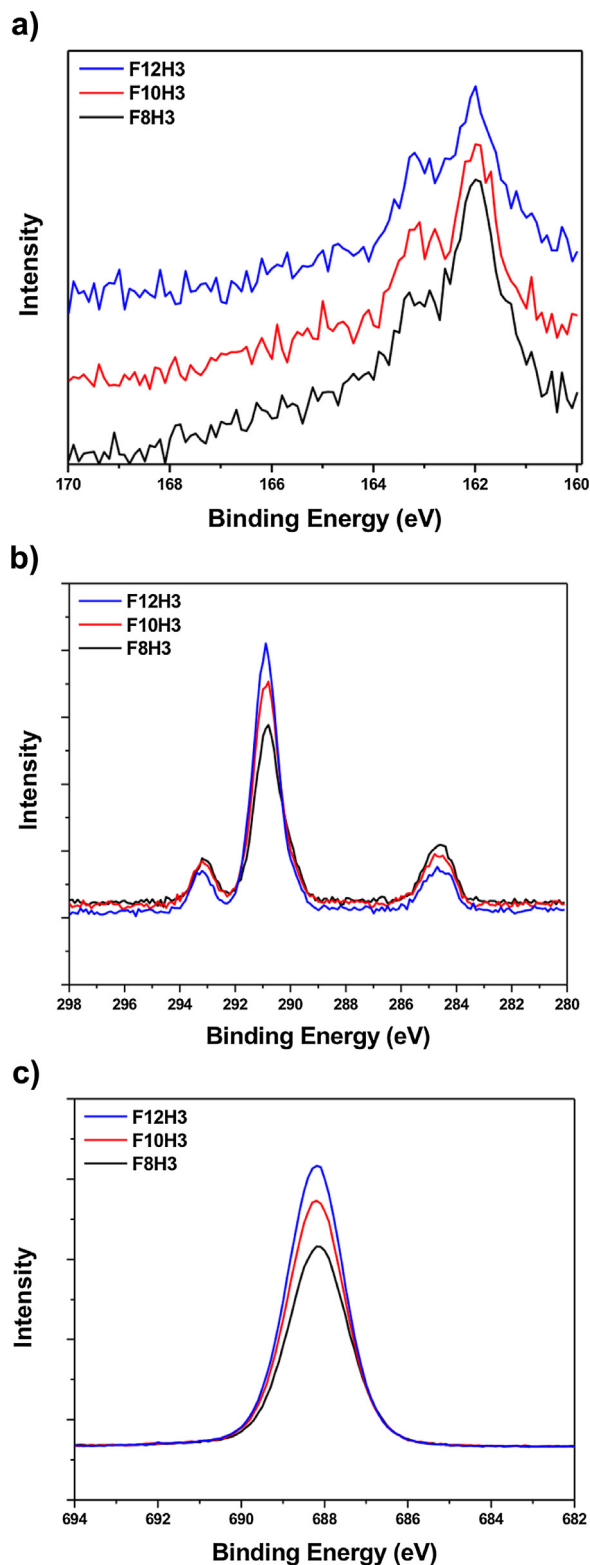 a)
F12H3
F10H3
F8H3
Intensity
170 168 166 164 162 160
Binding Energy (eV)
b)
F12H3
F10H3
F8H3
Intensity
298 296 294 292 290 288 286 284 282 280
Binding Energy (eV)
c)
F12H3
F10H3
F8H3
Intensity
694 692 690 688 686 684 682
Binding Energy (eV)